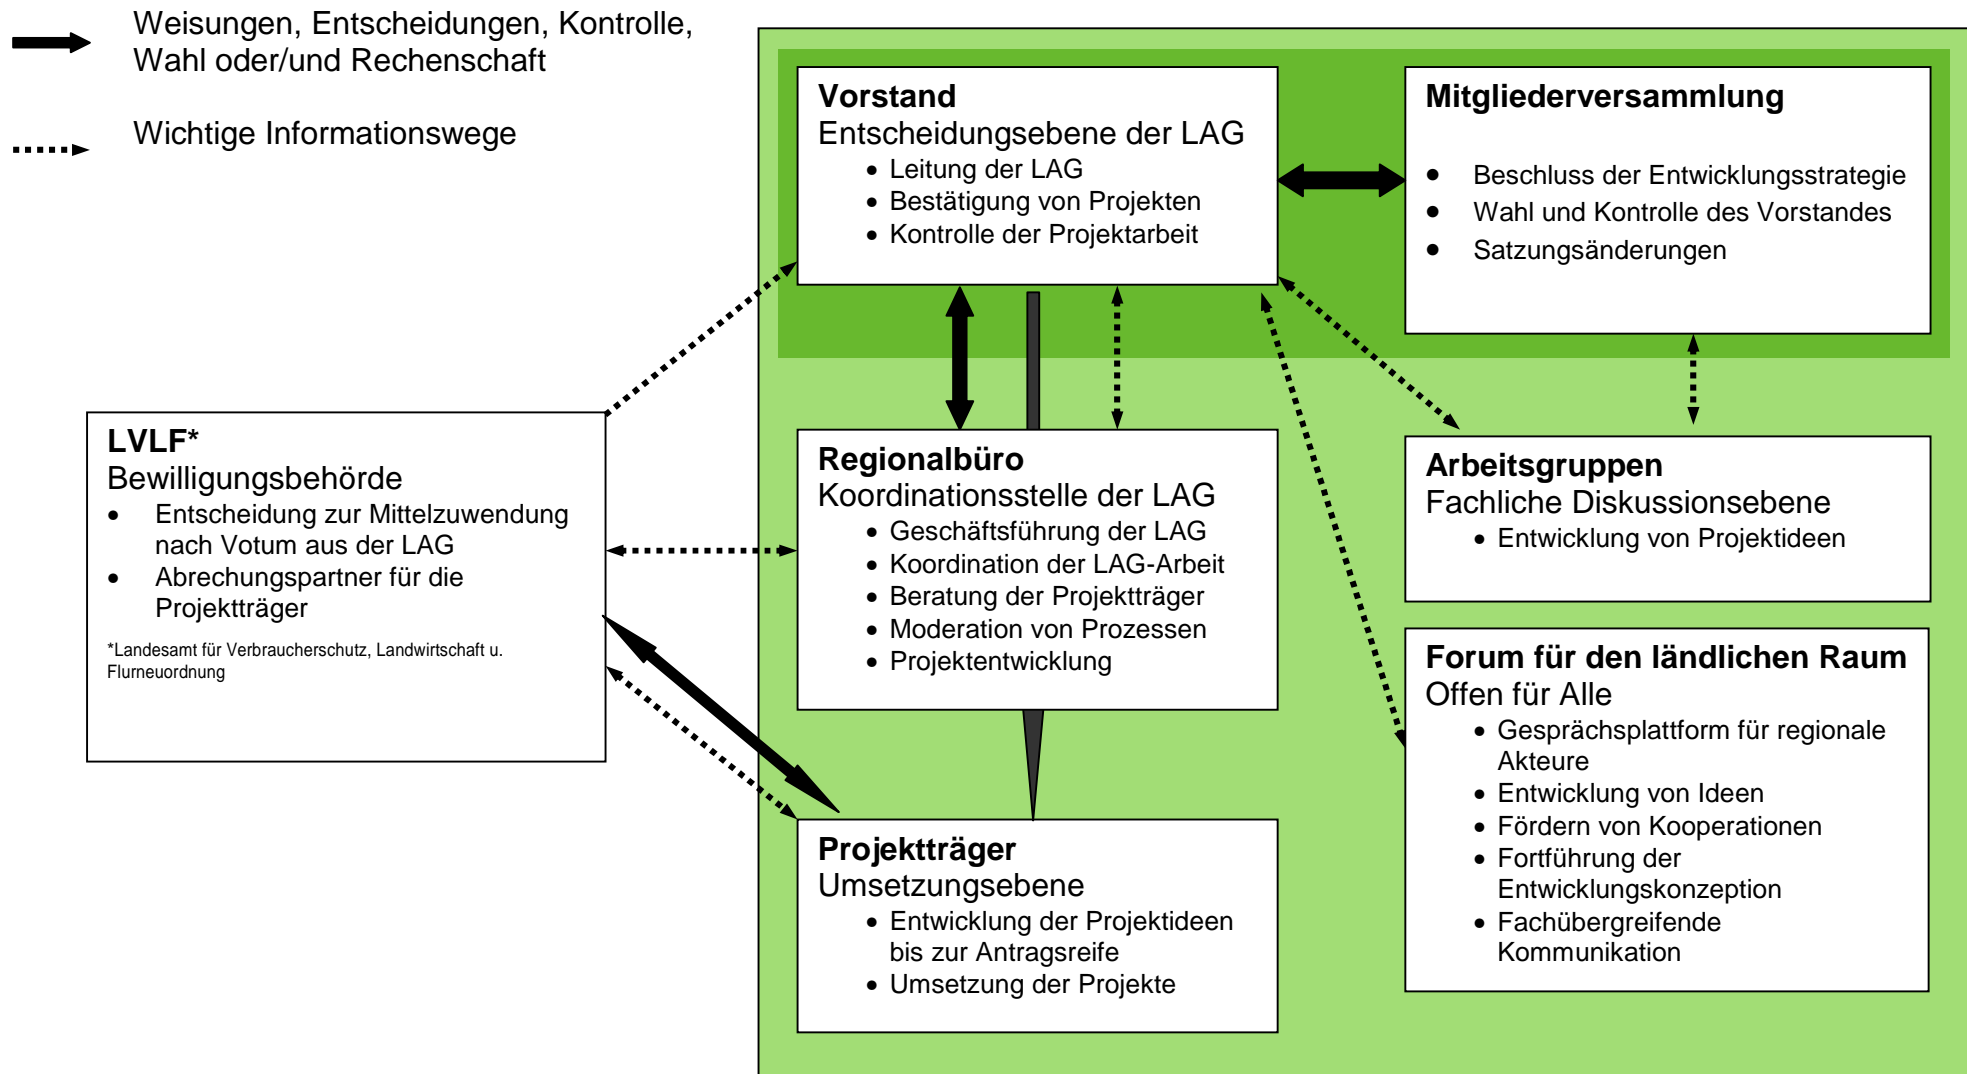 Weisungen, Entscheidungen, Kontrolle,
Wahl oder/und Rechenschaft
Wichtige Informationswege
Vorstand
Entscheidungsebene der LAG
• Leitung der LAG
• Bestätigung von Projekten
• Kontrolle der Projektarbeit
Mitgliederversammlung
• Beschluss der Entwicklungsstrategie
• Wahl und Kontrolle des Vorstandes
• Satzungsänderungen
LVLF*
Bewilligungsbehörde
• Entscheidung zur Mittelzuwendung
nach Votum aus der LAG
• Abrechungspartner für die
Projektträger
*Landesamt für Verbraucherschutz, Landwirtschaft u.
Flurneuordnung
Regionalbüro
Koordinationsstelle der LAG
• Geschäftsführung der LAG
• Koordination der LAG-Arbeit
• Beratung der Projektträger
• Moderation von Prozessen
• Projektentwicklung
Arbeitsgruppen
Fachliche Diskussionsebene
• Entwicklung von Projektideen
Forum für den ländlichen Raum
Offen für Alle
• Gesprächsplattform für regionale
Akteure
• Entwicklung von Ideen
• Fördern von Kooperationen
• Fortführung der
Entwicklungskonzeption
• Fachübergreifende
Kommunikation
Projektträger
Umsetzungsebene
• Entwicklung der Projektideen
bis zur Antragsreife
• Umsetzung der Projekte